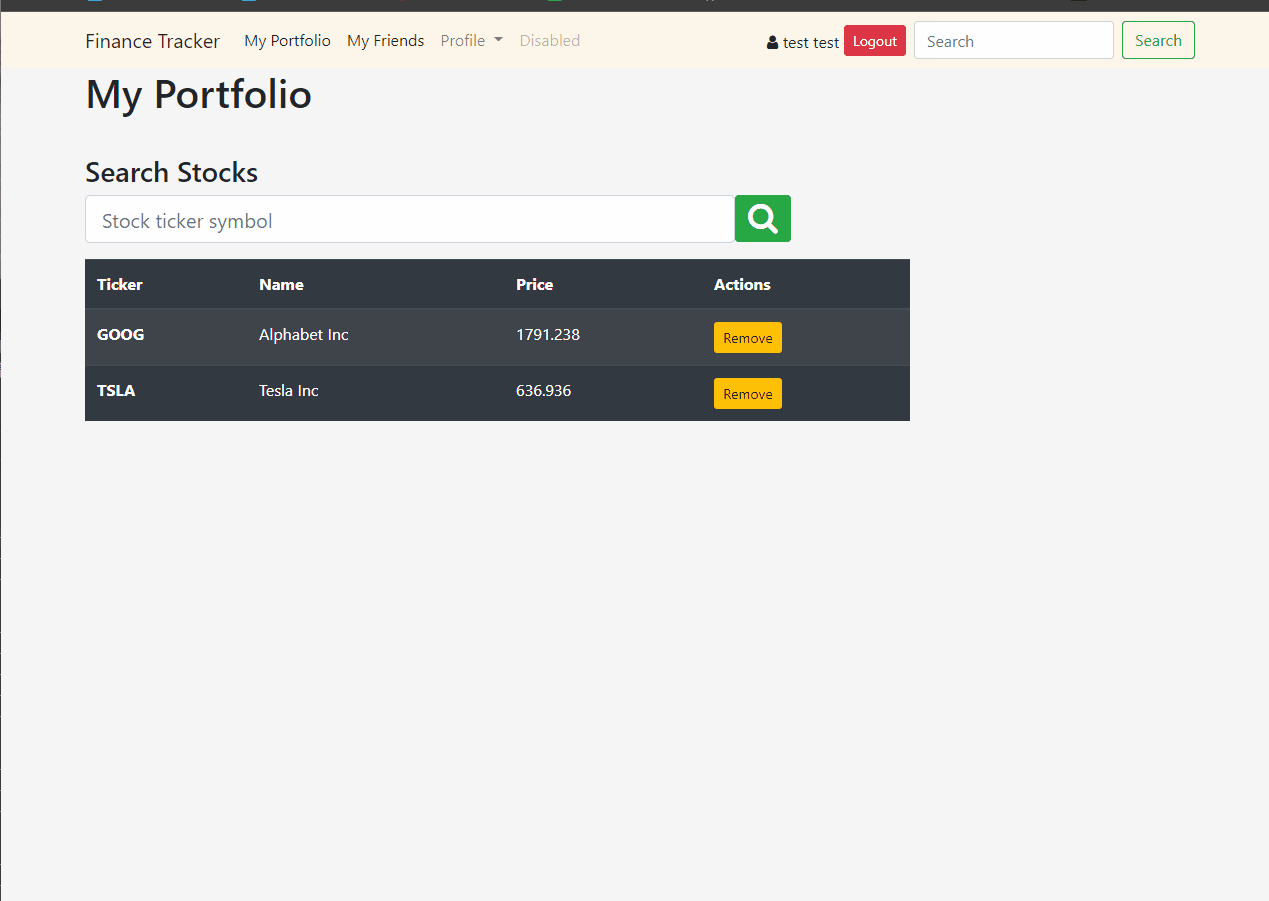 Finance Tracker My Portfolio My Friends Profile Disabled test test Logout Search Search
My Portfolio
Search Stocks
Stock ticker symbol
Ticker Name Price Actions
GOOG Alphabet Inc 1791.238 Remove
TSLA Tesla Inc 636.936 Remove